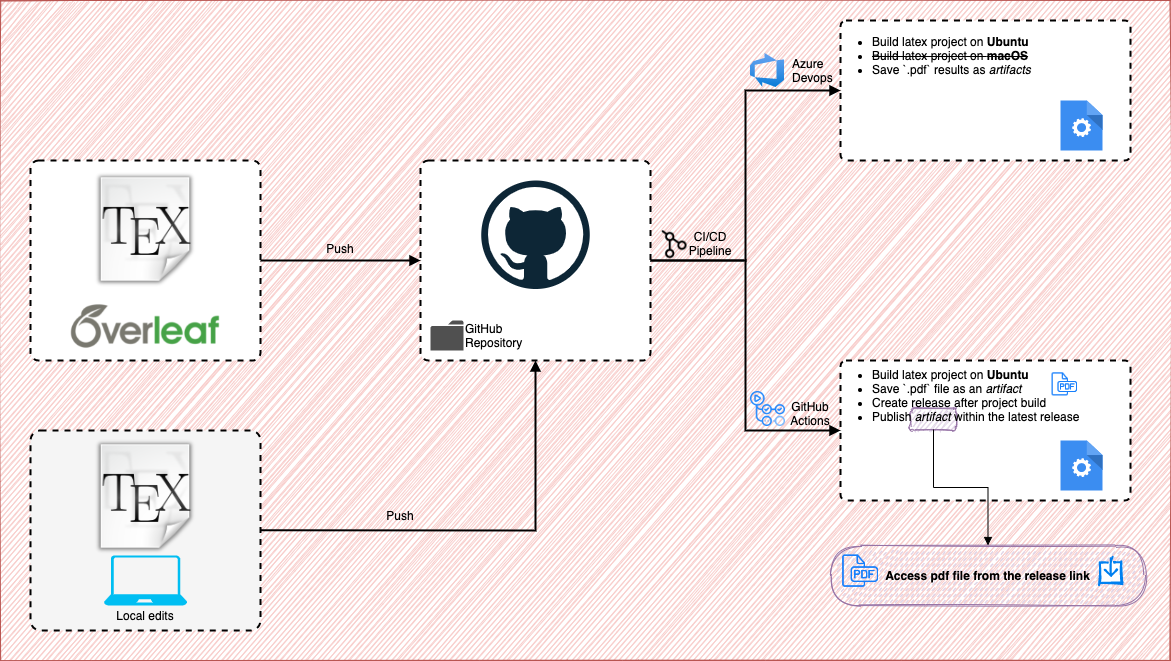 Azure
Devops
• Build latex project on Ubuntu
• Build latex project on macOS
• Save `.pdf` results as artifacts
TEX
Overleaf
Push
GitHub
Repository
CI/CD
Pipeline
GitHub
Actions
• Build latex project on Ubuntu
• Save `.pdf` file as an artifact
• Create release after project build
• Publish artifact within the latest release
PDF
TEX
Local edits
Push
PDF
Access pdf file from the release link